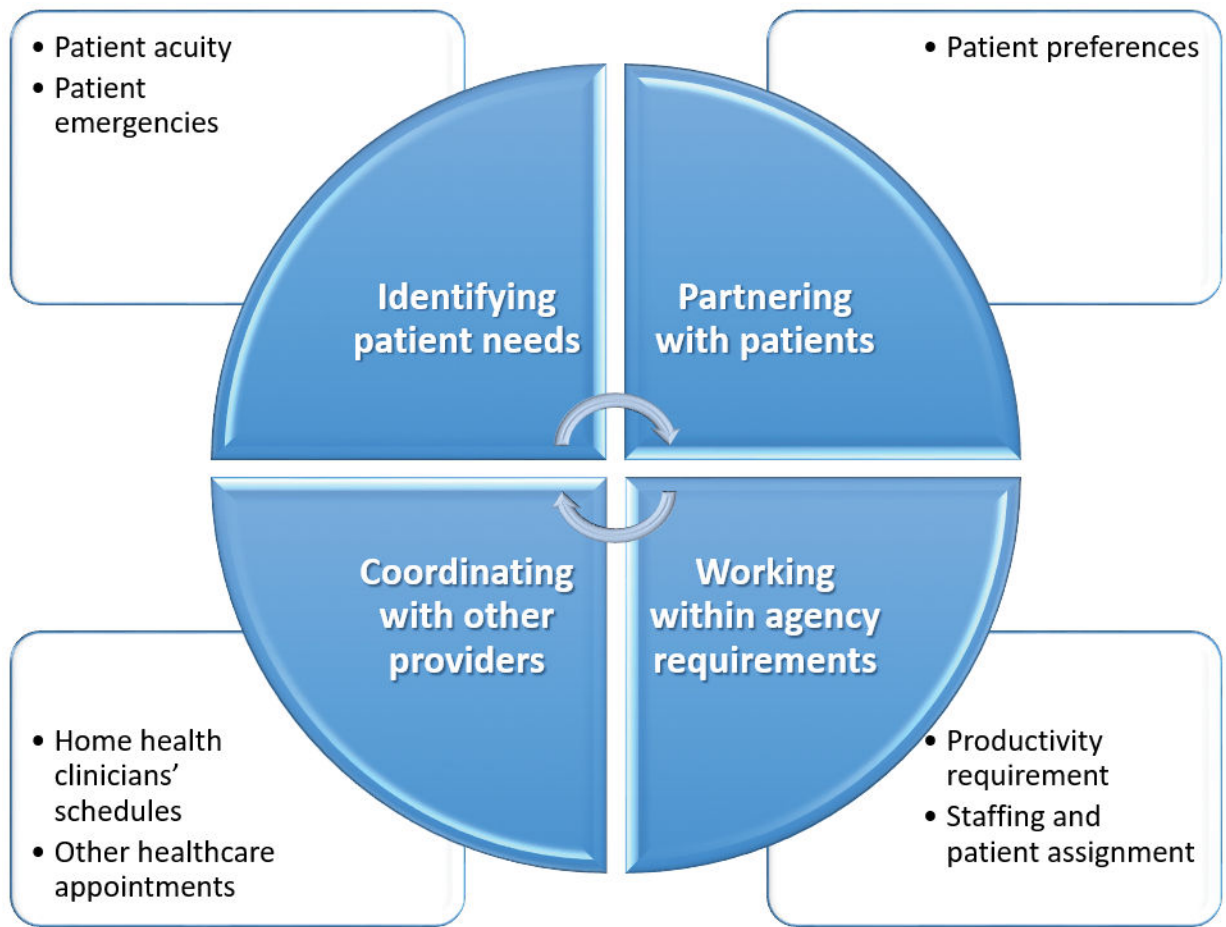 • Patient acuity
• Patient
emergencies
• Patient preferences
Identifying
patient needs
Partnering
with patients
Coordinating
with other
providers
Working
within agency
requirements
• Home health
clinicians’
schedules
• Other healthcare
appointments
• Productivity
requirement
• Staffing and
patient assignment